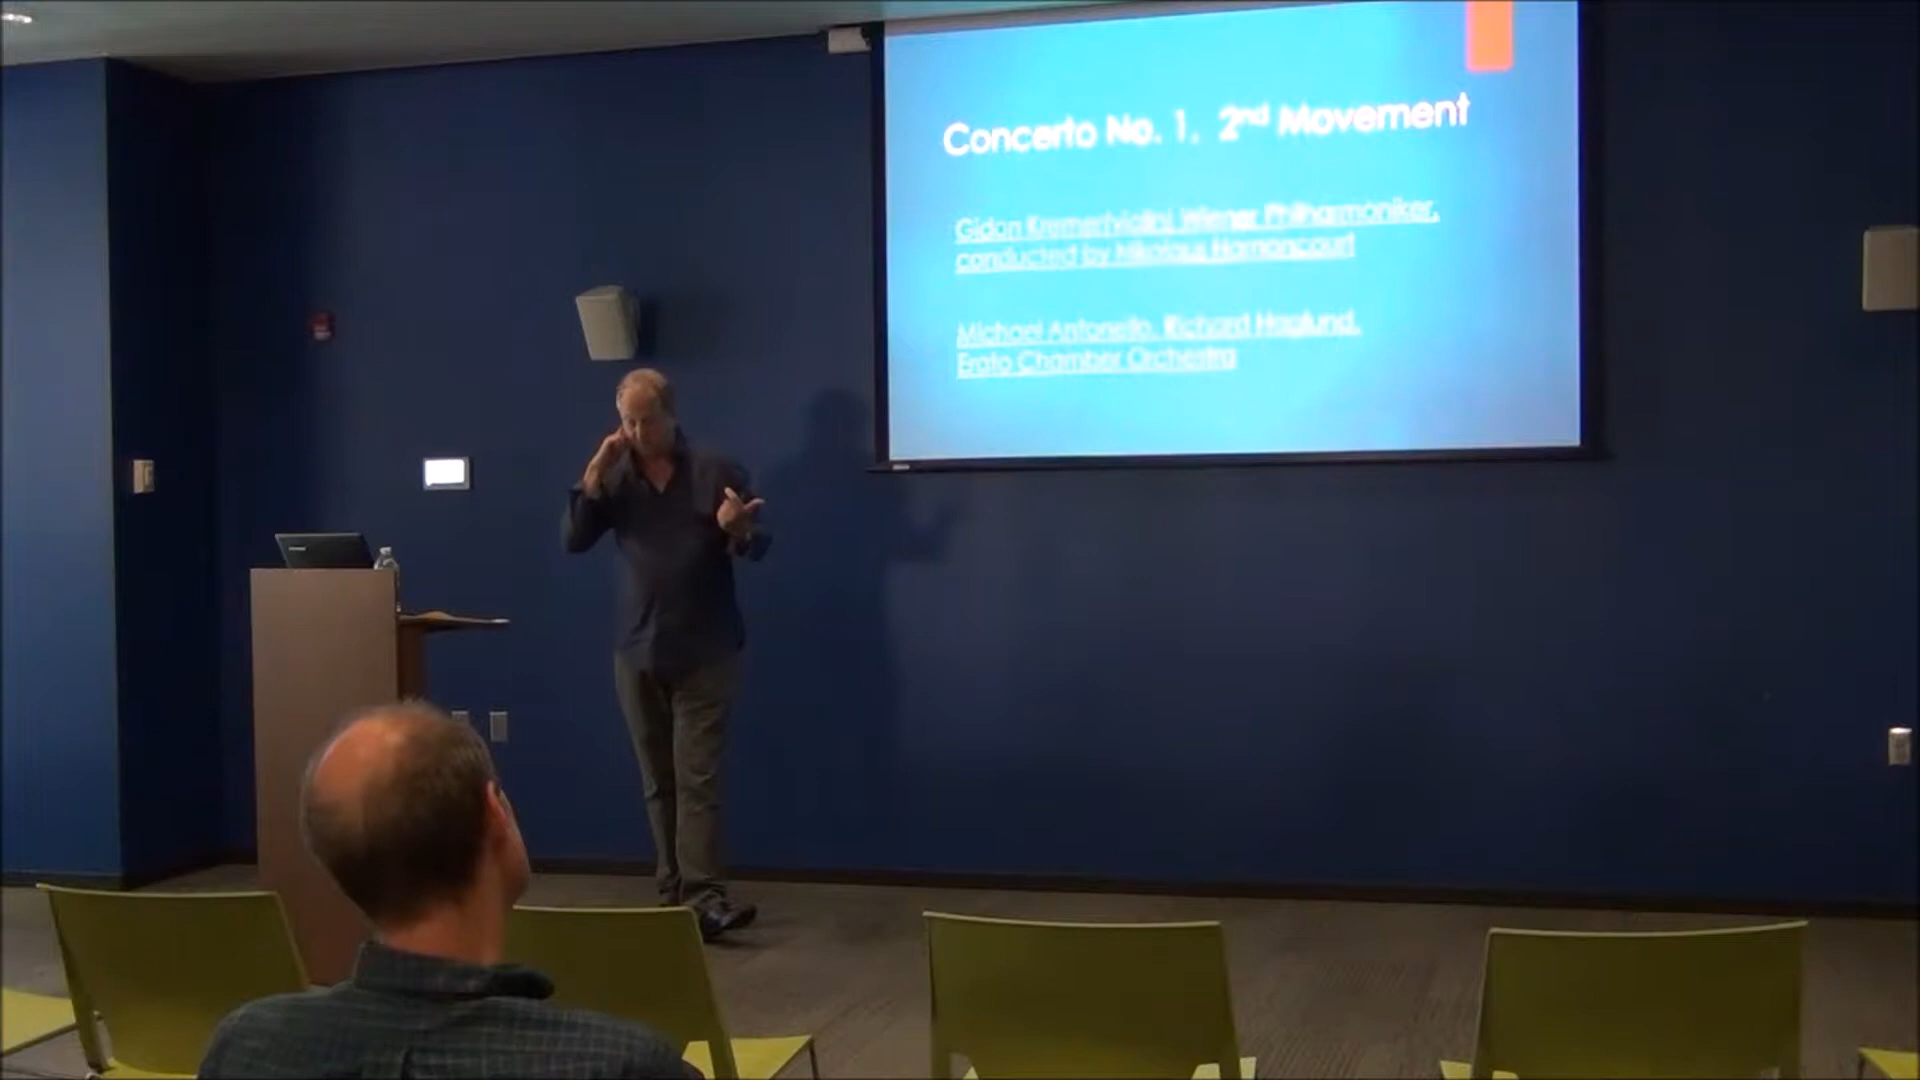 Concerto No. 1, 2nd Movement
Gidon Kremer(violin) Wiener Philharmoniker,
conducted by Nikolaus Harnoncourt
Michael Antonello, Richard Haglund,
Erato Chamber Orchestra